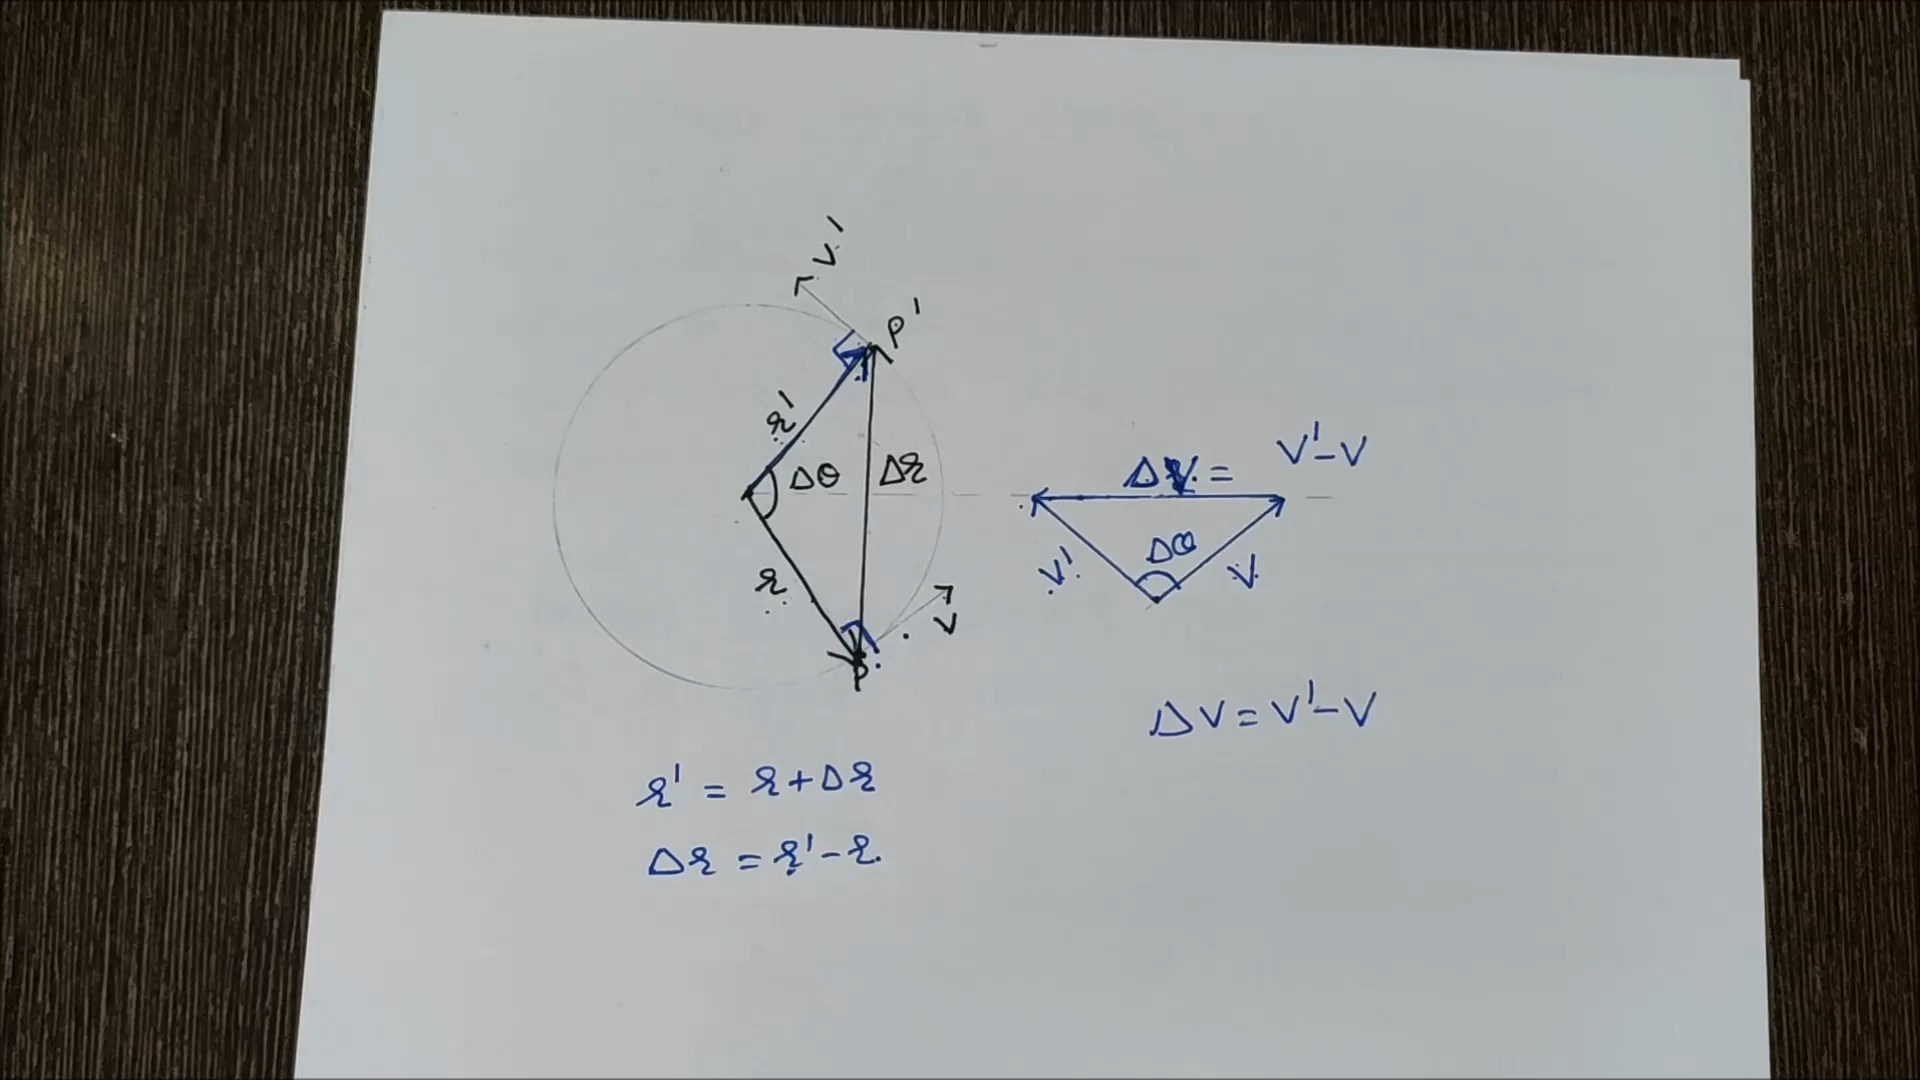 V'
P'
r'
Δθ
Δr
r
V
P
ΔV = V'-V
Δθ
V'
V
ΔV = V'-V
r' = r+Δr
Δr = r'-r